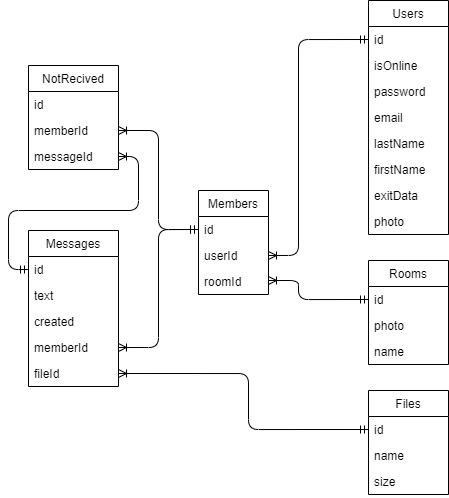 Users
id
isOnline
password
email
lastName
firstName
exitData
photo
NotRecived
id
memberId
messageId
Members
id
userId
roomId
Messages
id
text
created
memberId
fileId
Rooms
id
photo
name
Files
id
name
size